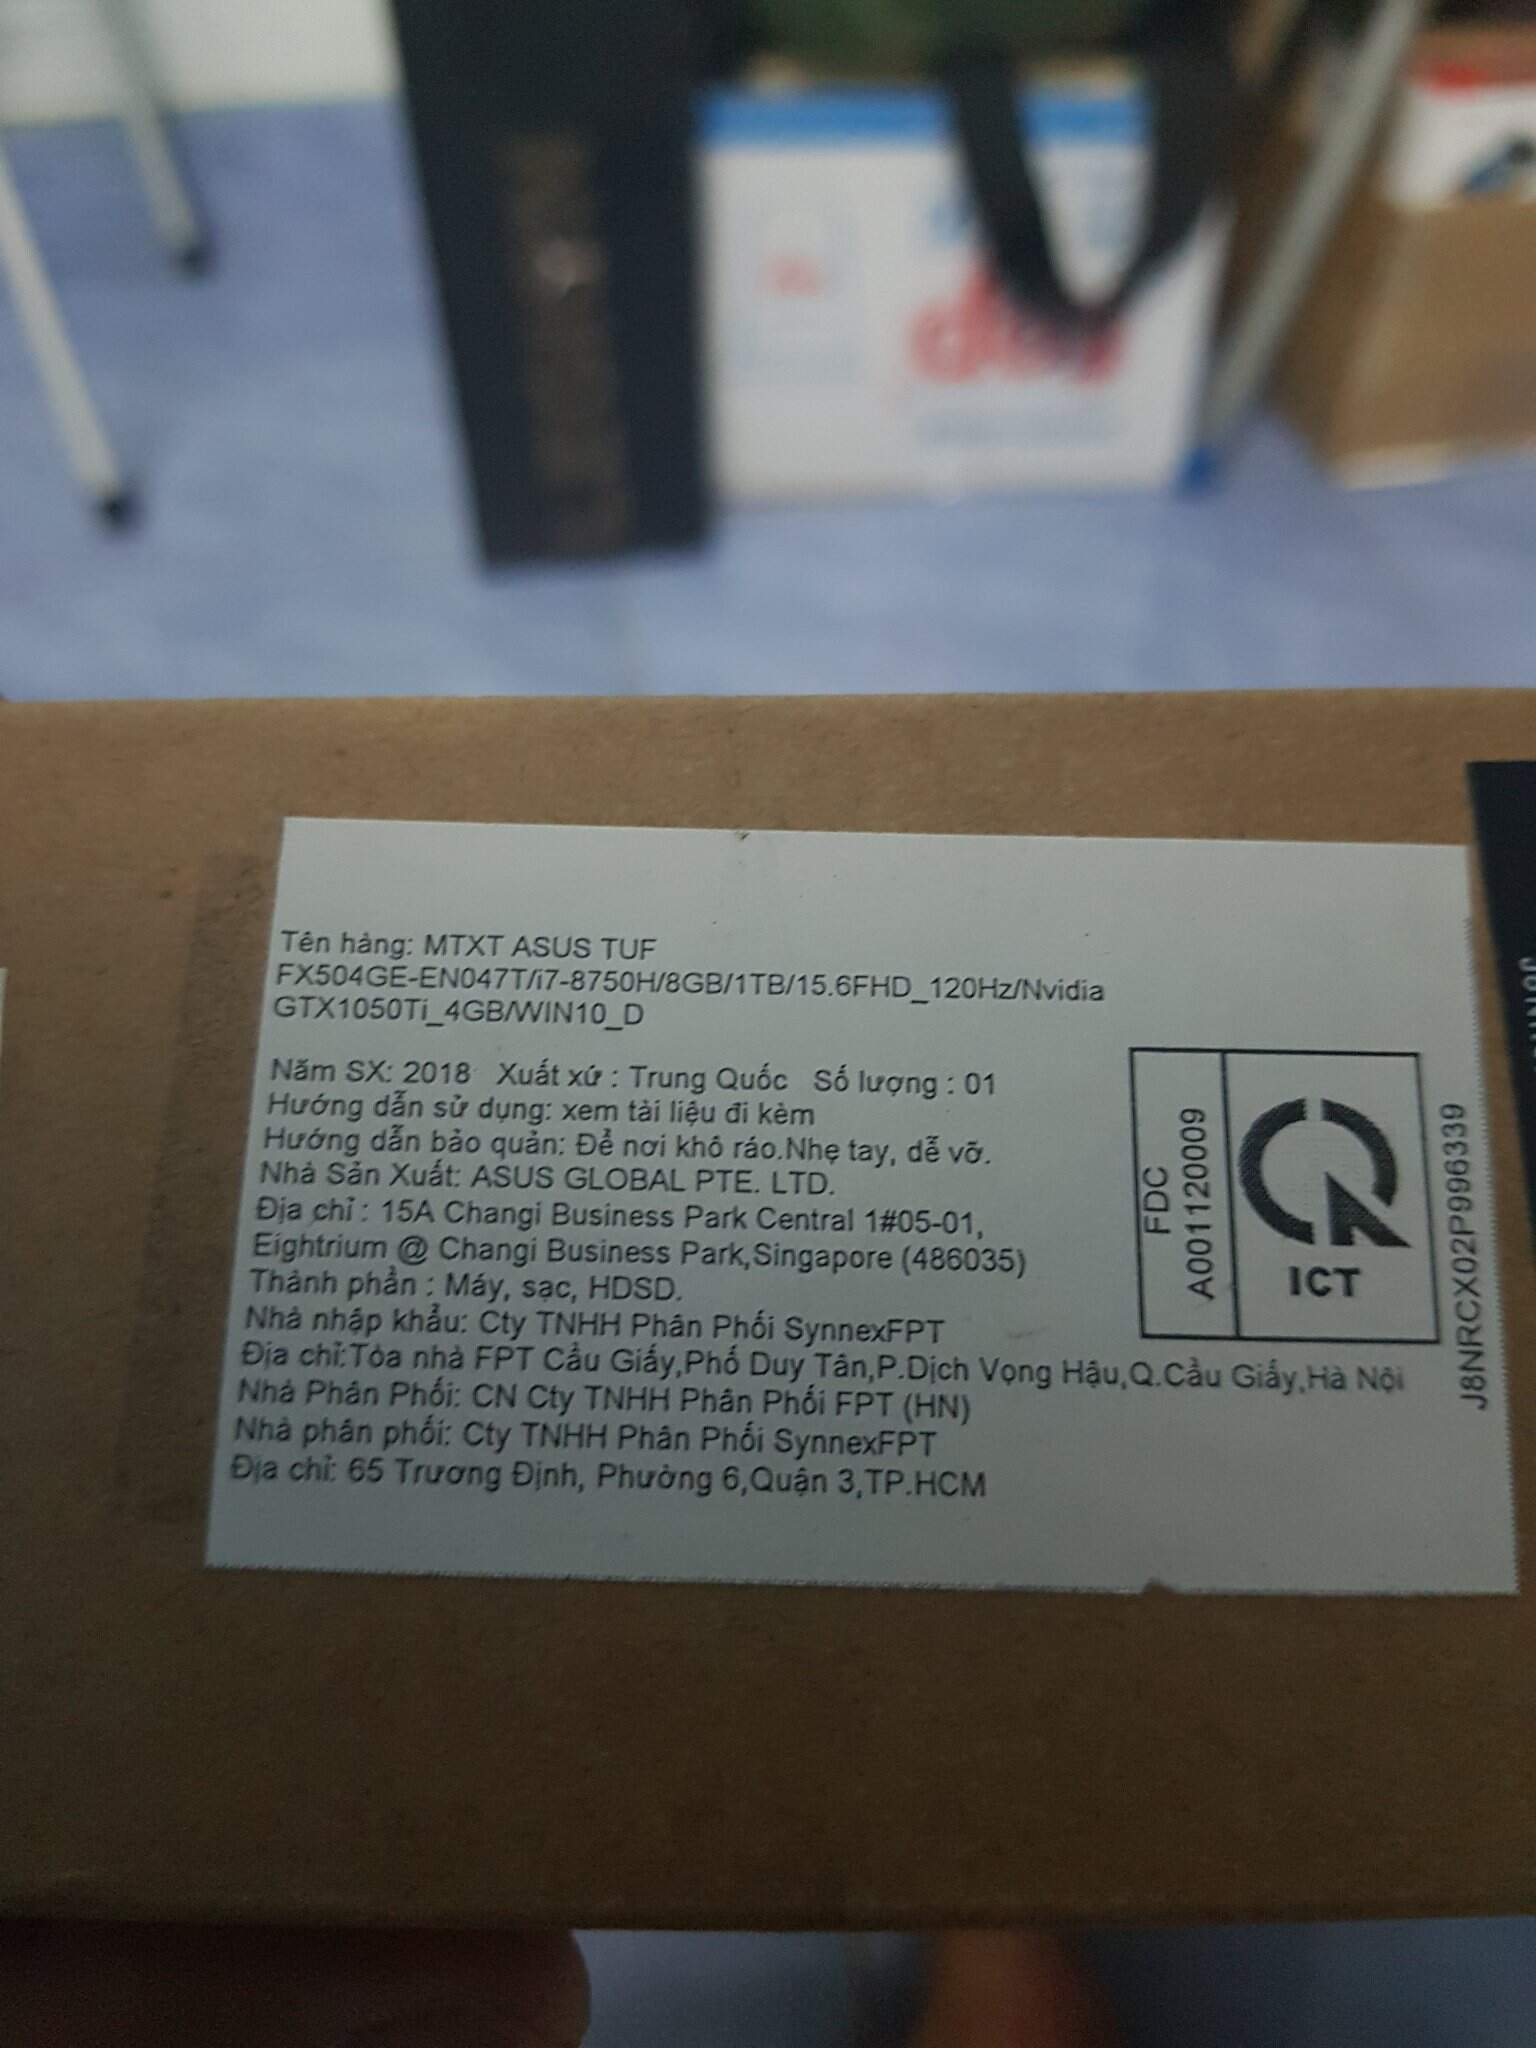 Tên hàng: MTXT ASUS TUF
FX504GE-EN047T/i7-8750H/8GB/1TB/15.6FHD_120Hz/Nvidia
GTX1050Ti_4GB/WIN10_D
Năm SX: 2018 Xuất xứ : Trung Quốc Số lượng : 01
Hướng dẫn sử dụng: xem tài liệu đi kèm
Hướng dẫn bảo quản: Để nơi khô ráo.Nhẹ tay, dễ vỡ.
Nhà Sản Xuất: ASUS GLOBAL PTE. LTD.
Địa chỉ : 15A Changi Business Park Central 1#05-01,
Eightrium @ Changi Business Park,Singapore (486035)
Thành phần : Máy, sạc, HDSD.
Nhà nhập khẩu: Cty TNHH Phân Phối SynnexFPT
Địa chỉ:Tòa nhà FPT Cầu Giấy,Phố Duy Tân,P.Dịch Vọng Hậu,Q.Cầu Giấy,Hà Nội
Nhà Phân Phối: CN Cty TNHH Phân Phối FPT (HN)
Nhà phân phối: Cty TNHH Phân Phối SynnexFPT
Địa chỉ: 65 Trương Định, Phường 6,Quận 3,TP.HCM
FDC
A001120009
ICT
J8NRCX02P996339